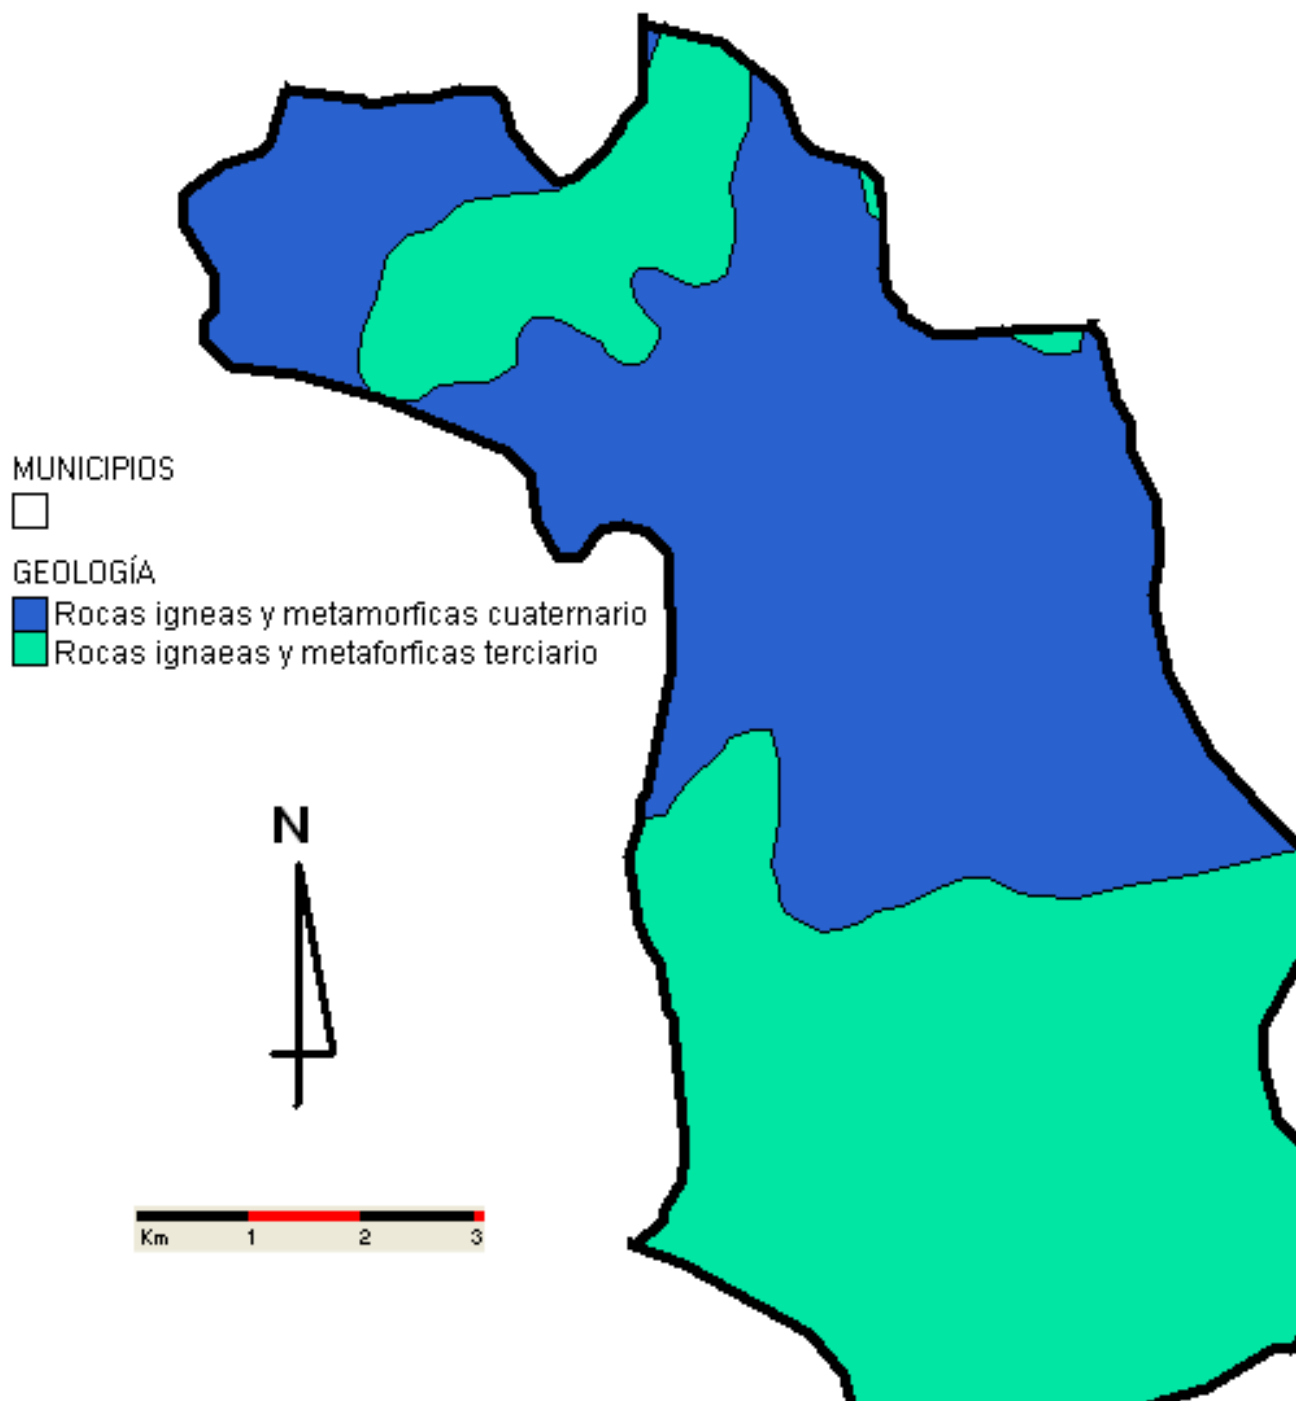 MUNICIPIOS
GEOLOGÍA
Rocas igneas y metamorficas cuaternario
Rocas ignaeas y metaforficas terciario
N
Km 1 2 3